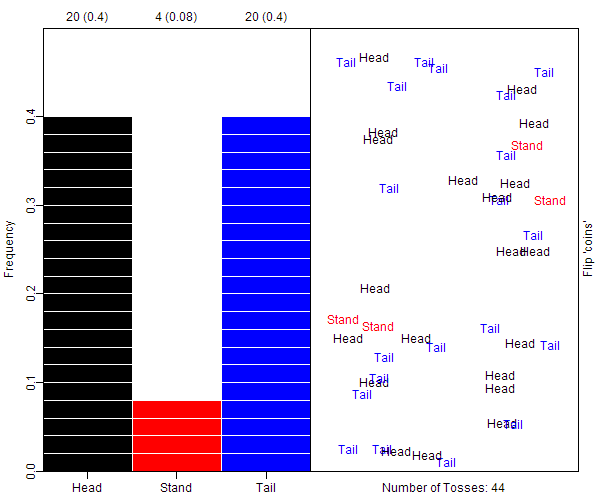 20 (0.4) 4 (0.08) 20 (0.4)
Head
Tail Tail
Tail
Tail
Tail
Head
Tail
Head
Head
Head
Stand
Tail
Head
Head
Tail
Head
Tail Stand
Tail
Head Head
Head
Stand
Stand
Tail
Head Head
Head
Tail Tail
Tail
Head
Tail
Head
Head
Tail
Head Tail
Tail Tail
Head
Head
Tail
0.0 0.1 0.2 0.3 0.4
Frequency
Flip 'coins'
Head Stand Tail
Number of Tosses: 44